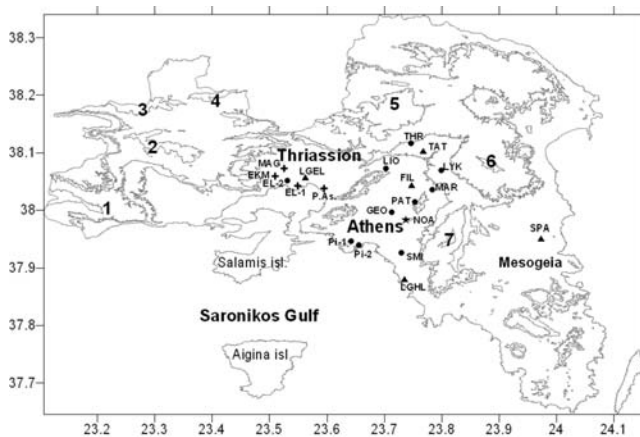 38.3
38.2
5
4
3
THR
TAT
38.1
2
Thriassion
LIO
LYK
6
MAG
LGEL
EKM
EL-2
FIL
MAR
EL-1
P.As.
PAT
1
38
GEO
Athens
NOA
SPA
Pi-1
7
Pi-2
SMI
Mesogeia
37.9
Salamis isl.
LGHL
37.8
Saronikos Gulf
Aigina isl
37.7
23.2 23.3 23.4 23.5 23.6 23.7 23.8 23.9 24 24.1